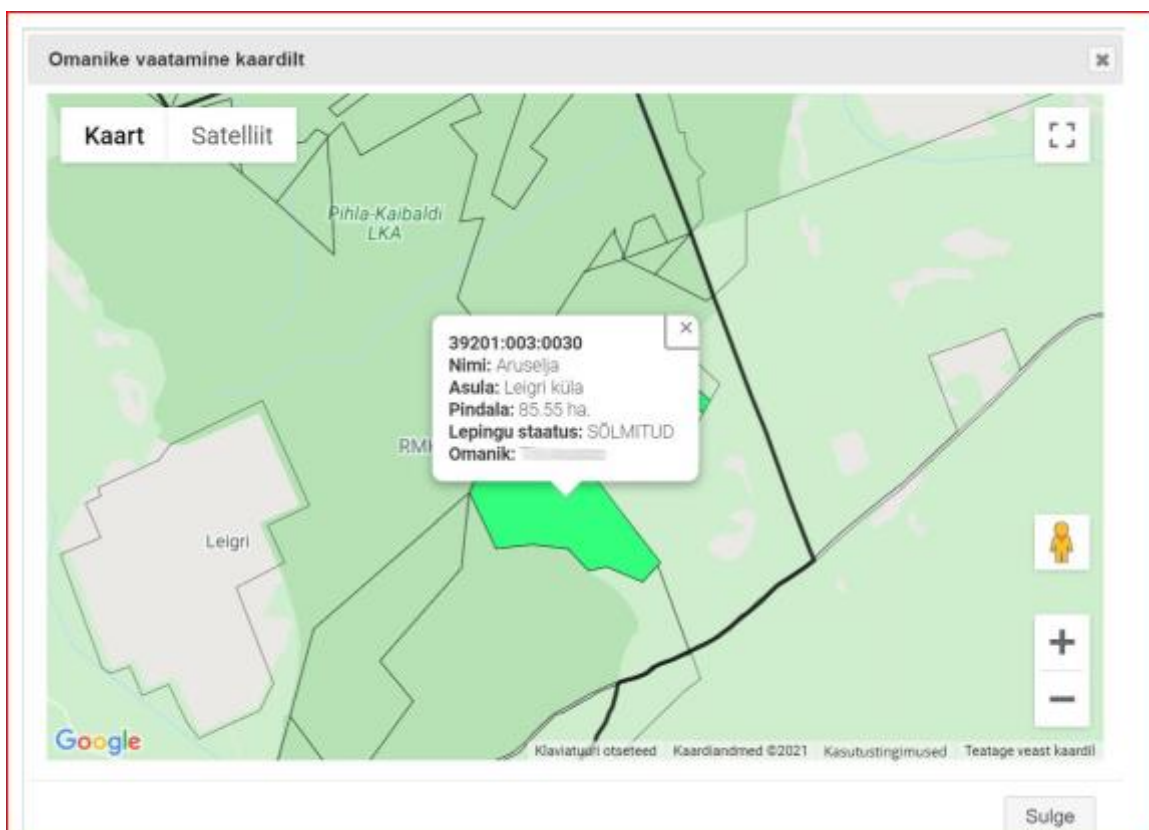 Omanike vaatamine kaardilt
Kaart Satelliit
Pihla-Kaibaldi
LKA
39201:003:0030
Nimi: Aruselja
Asula: Leigri küla
Pindala: 85.55 ha.
Lepingu staatus: SÕLMITUD
Omanik:
Leigri
Google
Klaviatuuri otseteed Kaardiandmed ©2021 Kasutustingimused Teatage veast kaardil
Sulge